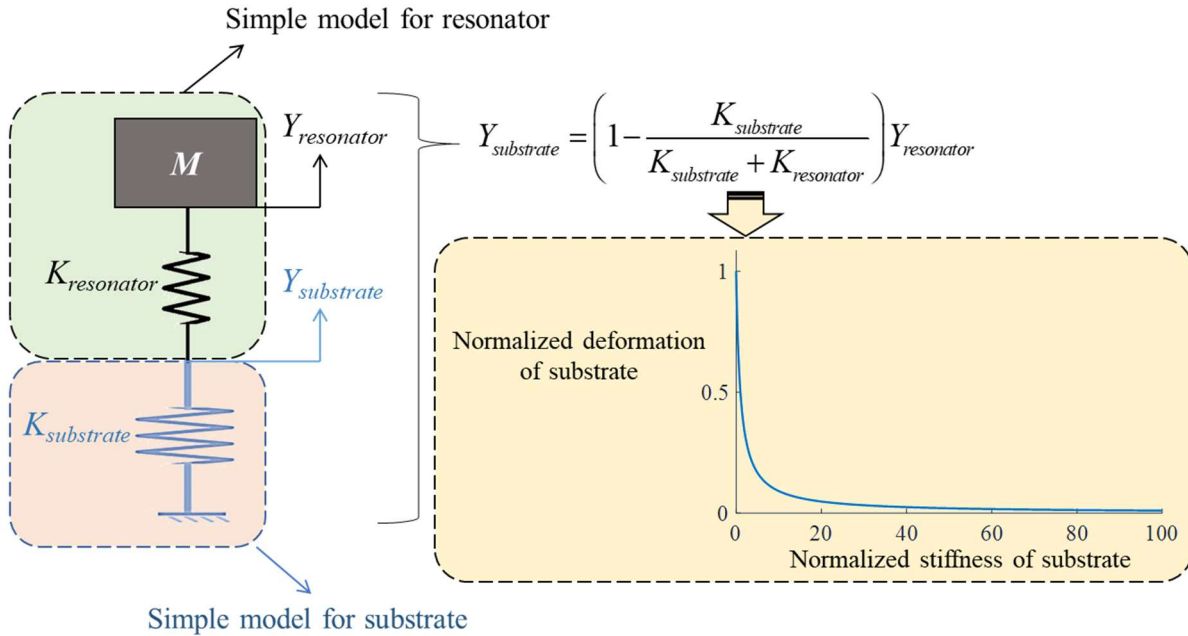 Simple model for resonator
M
Y_resonator
K_resonator
Y_substrate
K_substrate
Simple model for substrate
Y_substrate = (1 - K_substrate / (K_substrate + K_resonator)) Y_resonator
Normalized deformation
of substrate
1
0.5
0
0 20 40 60 80 100
Normalized stiffness of substrate